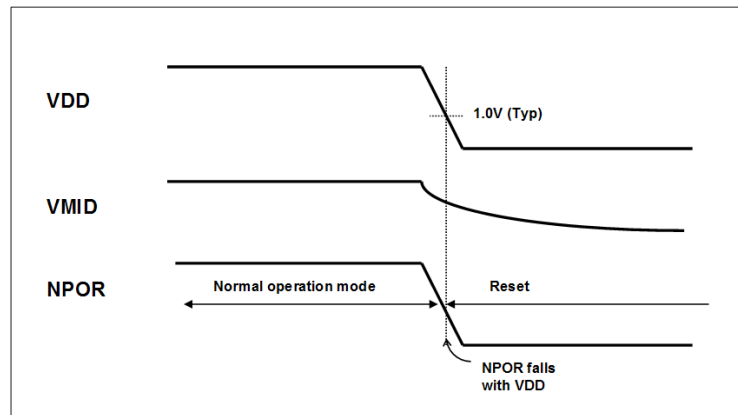 VDD
1.0V (Typ)
VMID
NPOR
Normal operation mode
Reset
NPOR falls
with VDD